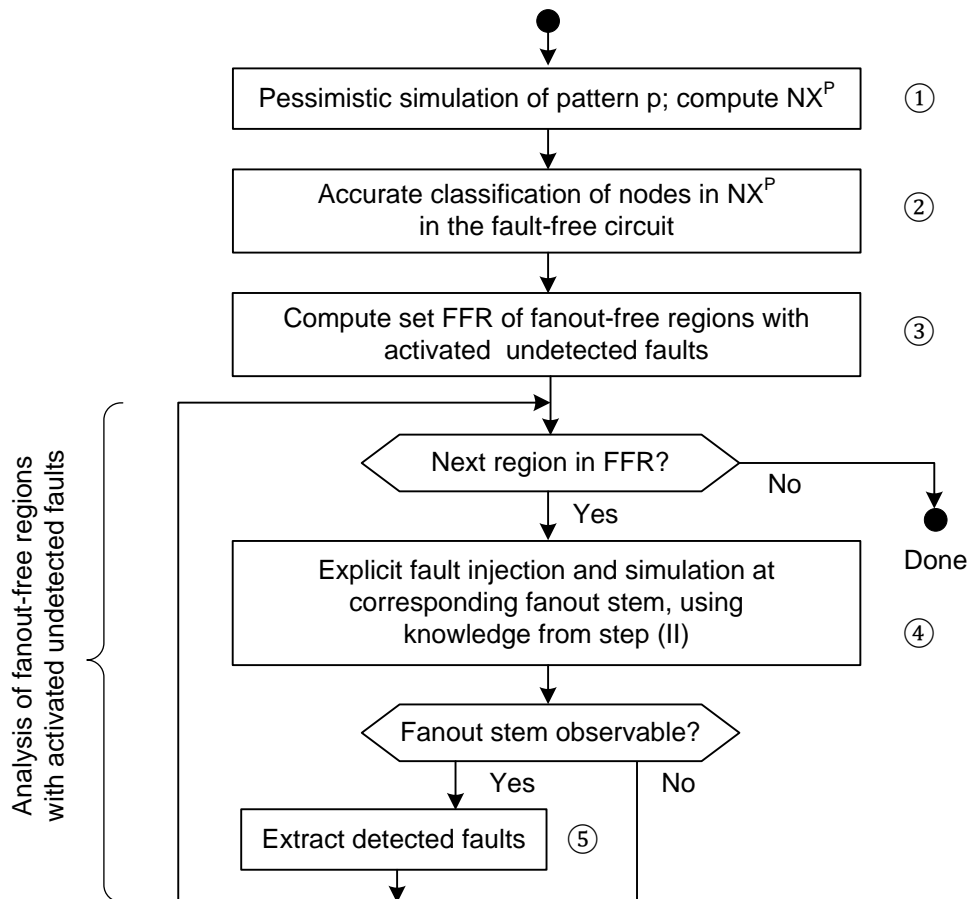 Pessimistic simulation of pattern p; compute NX^P
①
Accurate classification of nodes in NX^P
in the fault-free circuit
②
Compute set FFR of fanout-free regions with
activated undetected faults
③
Analysis of fanout-free regions
with activated undetected faults
Next region in FFR?
No
Yes
Done
Explicit fault injection and simulation at
corresponding fanout stem, using
knowledge from step (II)
④
Fanout stem observable?
Yes
No
Extract detected faults
⑤